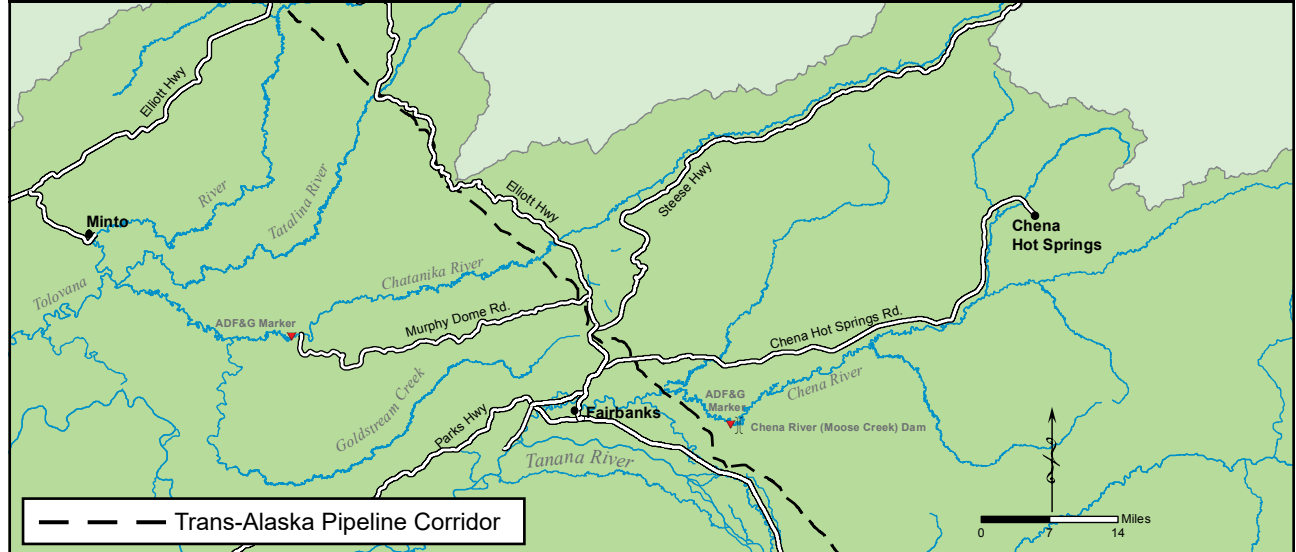 Elliott Hwy
River
Tatalina River
Minto
Tolovana
Elliott Hwy
Steese Hwy
Chatanika River
Chena
Hot Springs
ADF&G Marker
Murphy Dome Rd.
Chena Hot Springs Rd.
Goldstream Creek
Chena River
ADF&G
Marker
Parks Hwy
Fairbanks
Chena River (Moose Creek) Dam
Tanana River
Trans-Alaska Pipeline Corridor
Miles
0 7 14